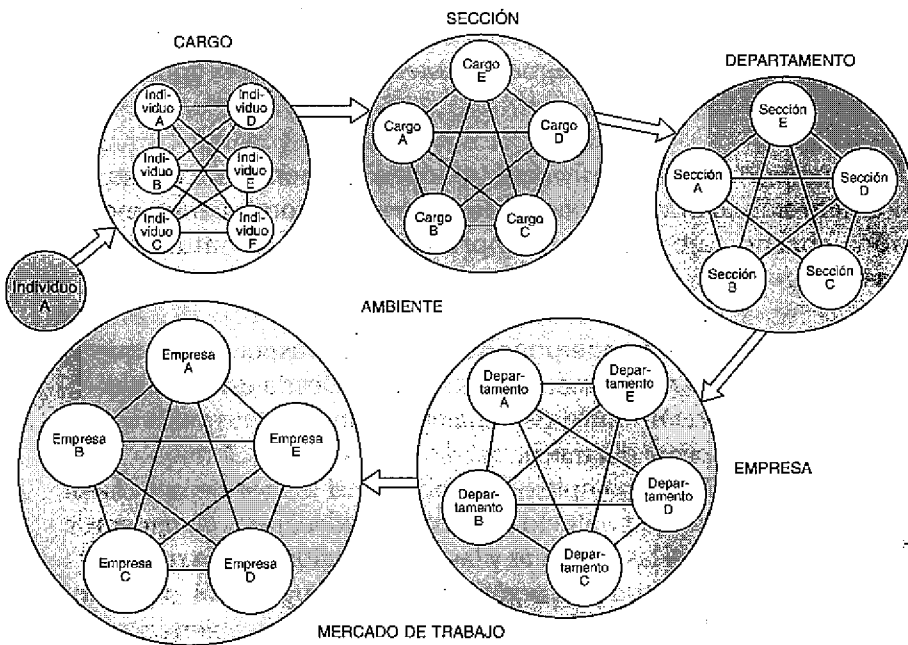 SECCIÓN
CARGO
DEPARTAMENTO
Indi-
viduo
A
Indi-
viduo
D
Indi-
viduo
B
Indi-
viduo
E
Indi-
viduo
C
Indi-
viduo
F
Cargo
E
Cargo
A
Cargo
D
Cargo
B
Cargo
C
Sección
E
Sección
A
Sección
D
Sección
B
Sección
C
Individuo
A
AMBIENTE
Empresa
A
Empresa
B
Empresa
E
Empresa
C
Empresa
D
Depar-
tamento
A
Depar-
tamento
E
Depar-
tamento
B
Depar-
tamento
D
Depar-
tamento
C
EMPRESA
MERCADO DE TRABAJO